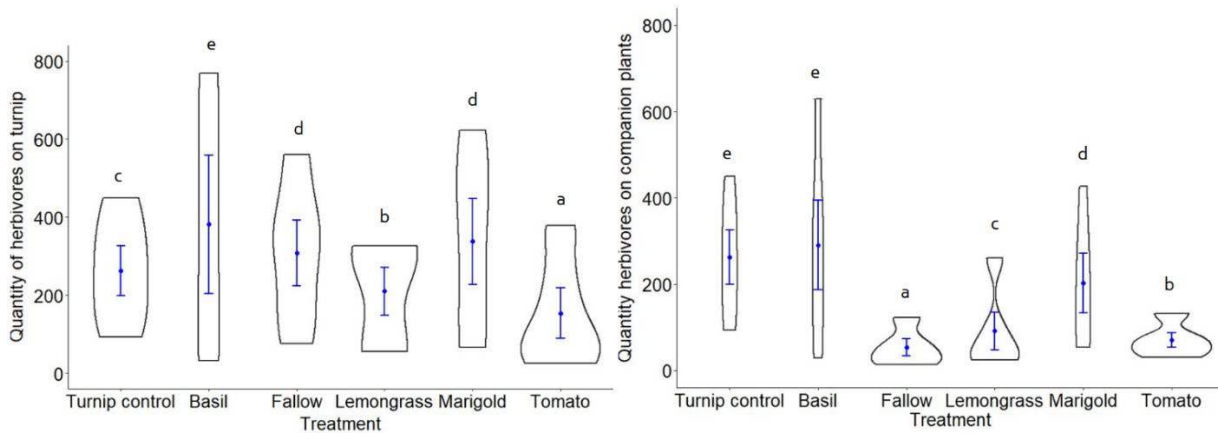 Quantity of herbivores on turnip
800
600
400
200
0
c
e
d
b
d
a
Turnip control Basil Fallow Lemongrass Marigold Tomato
Treatment
Quantity herbivores on companion plants
800
600
400
200
0
e
e
a
c
d
b
Turnip control Basil Fallow Lemongrass Marigold Tomato
Treatment